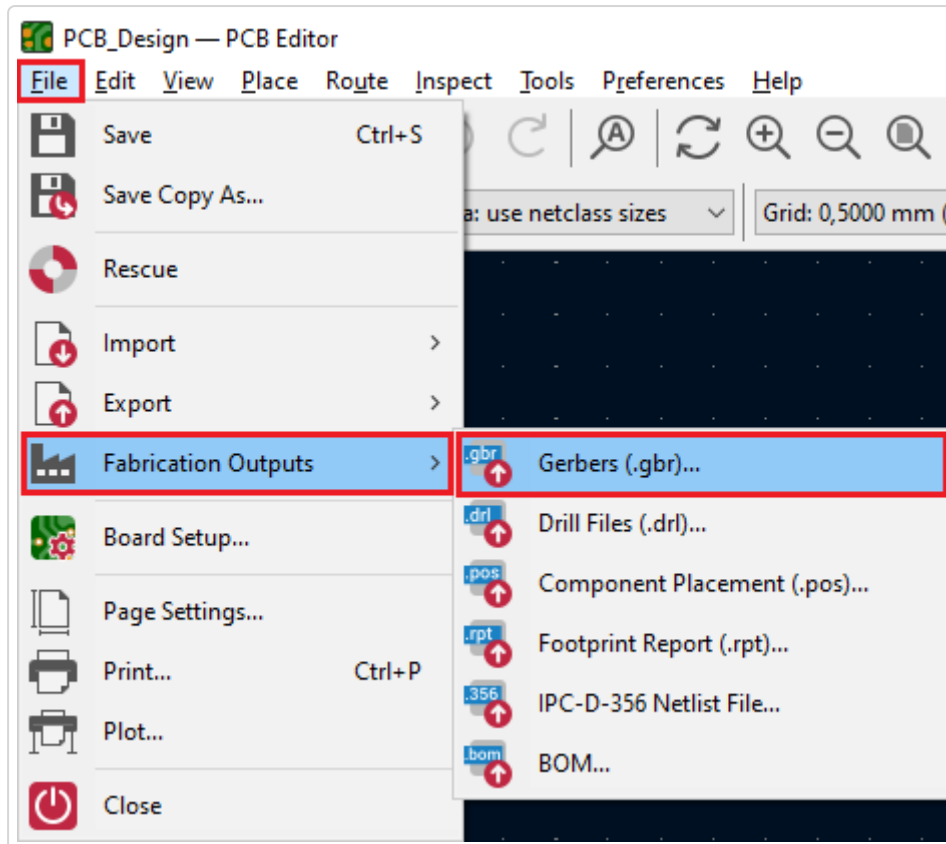 PCB_Design — PCB Editor
File Edit View Place Route Inspect Tools Preferences Help
Save Ctrl+S
Save Copy As...
a: use netclass sizes Grid: 0,5000 mm (
Rescue
Import
Export
Fabrication Outputs
.gbr Gerbers (.gbr)...
.drl Drill Files (.drl)...
Board Setup...
.pos Component Placement (.pos)...
Page Settings...
.rpt Footprint Report (.rpt)...
Print... Ctrl+P
.356 IPC-D-356 Netlist File...
Plot...
.bom BOM...
Close